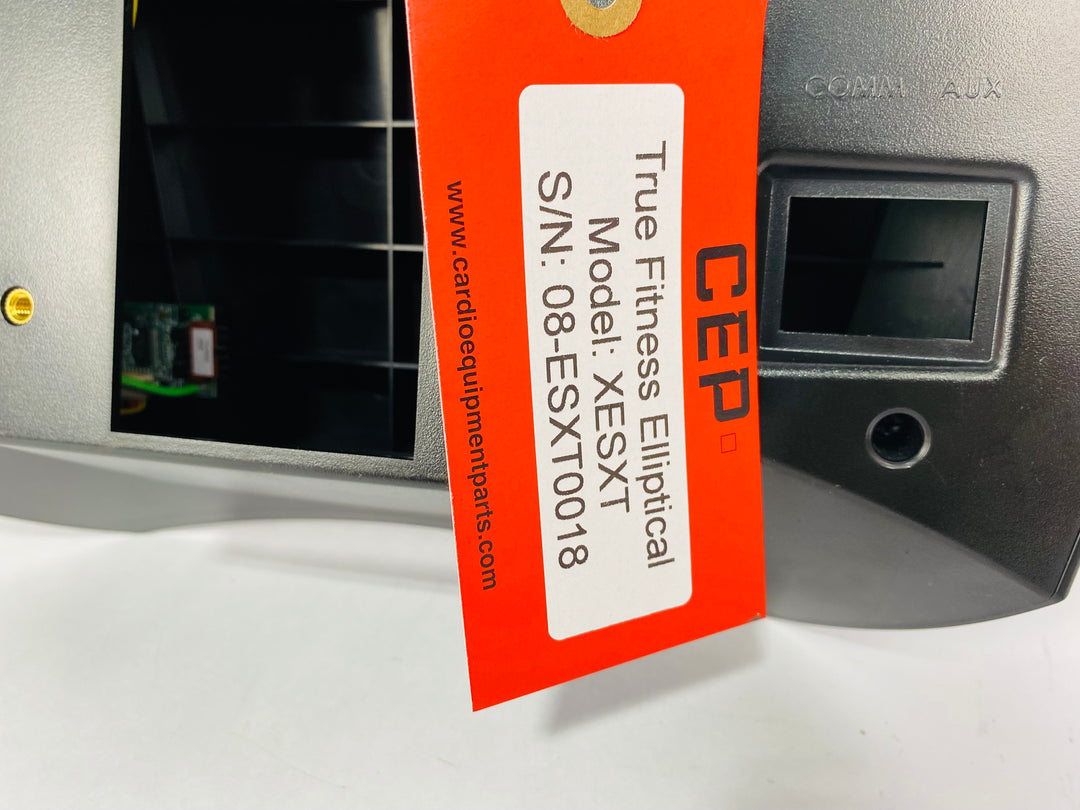 COMM AUX
CEP
True Fitness Elliptical
Model: XESXT
S/N: 08-ESXT0018
www.cardioequipmentparts.com